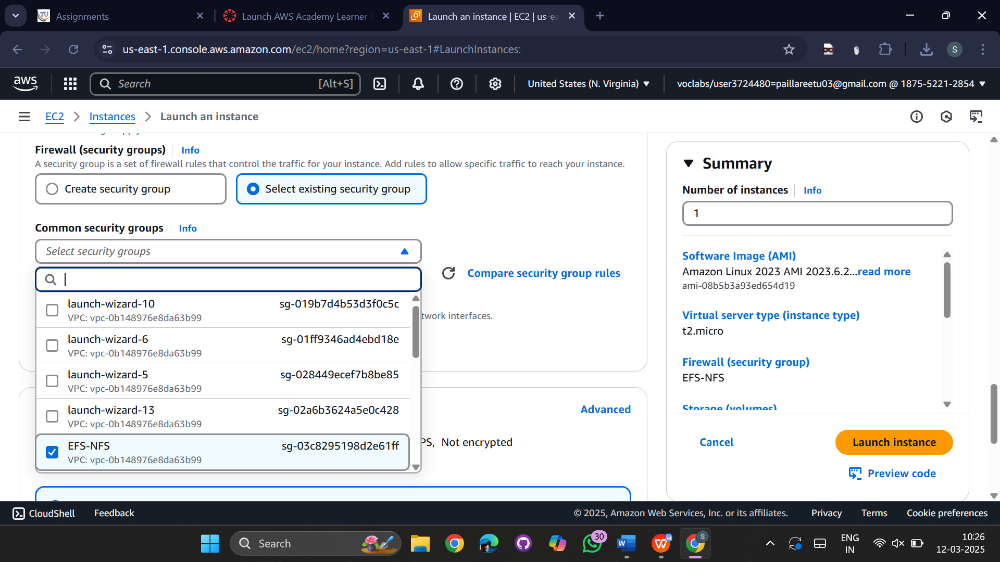 TU
Assignments
Launch AWS Academy Learner
Launch an instance | EC2 | us-ea
us-east-1.console.aws.amazon.com/ec2/home?region=us-east-1#LaunchInstances:
S
aws
Search
[Alt+S]
United States (N. Virginia)
voclabs/user3724480=paillareetu03@gmail.com @ 1875-5221-2854
EC2
Instances
Launch an instance
Firewall (security groups)
Info
A security group is a set of firewall rules that control the traffic for your instance. Add rules to allow specific traffic to reach your instance.
Create security group
Select existing security group
Common security groups
Info
Select security groups
Compare security group rules
launch-wizard-10
sg-019b7d4b53d3f0c5c
VPC: vpc-0b148976e8da63b99
twork interfaces.
launch-wizard-6
sg-01ff9346ad4ebd18e
VPC: vpc-0b148976e8da63b99
launch-wizard-5
sg-028449ecef7b8be85
VPC: vpc-0b148976e8da63b99
launch-wizard-13
sg-02a6b3624a5e0c428
VPC: vpc-0b148976e8da63b99
EFS-NFS
sg-03c8295198d2e61ff
VPC: vpc-0b148976e8da63b99
Advanced
PS, Not encrypted
Summary
Number of instances
Info
1
Software Image (AMI)
Amazon Linux 2023 AMI 2023.6.2...read more
ami-08b5b3a93ed654d19
Virtual server type (instance type)
t2.micro
Firewall (security group)
EFS-NFS
Storage (volumes)
Cancel
Launch instance
Preview code
CloudShell
Feedback
© 2025, Amazon Web Services, Inc. or its affiliates.
Privacy
Terms
Cookie preferences
Search
30
W
W
S
ENG
IN
10:26
12-03-2025